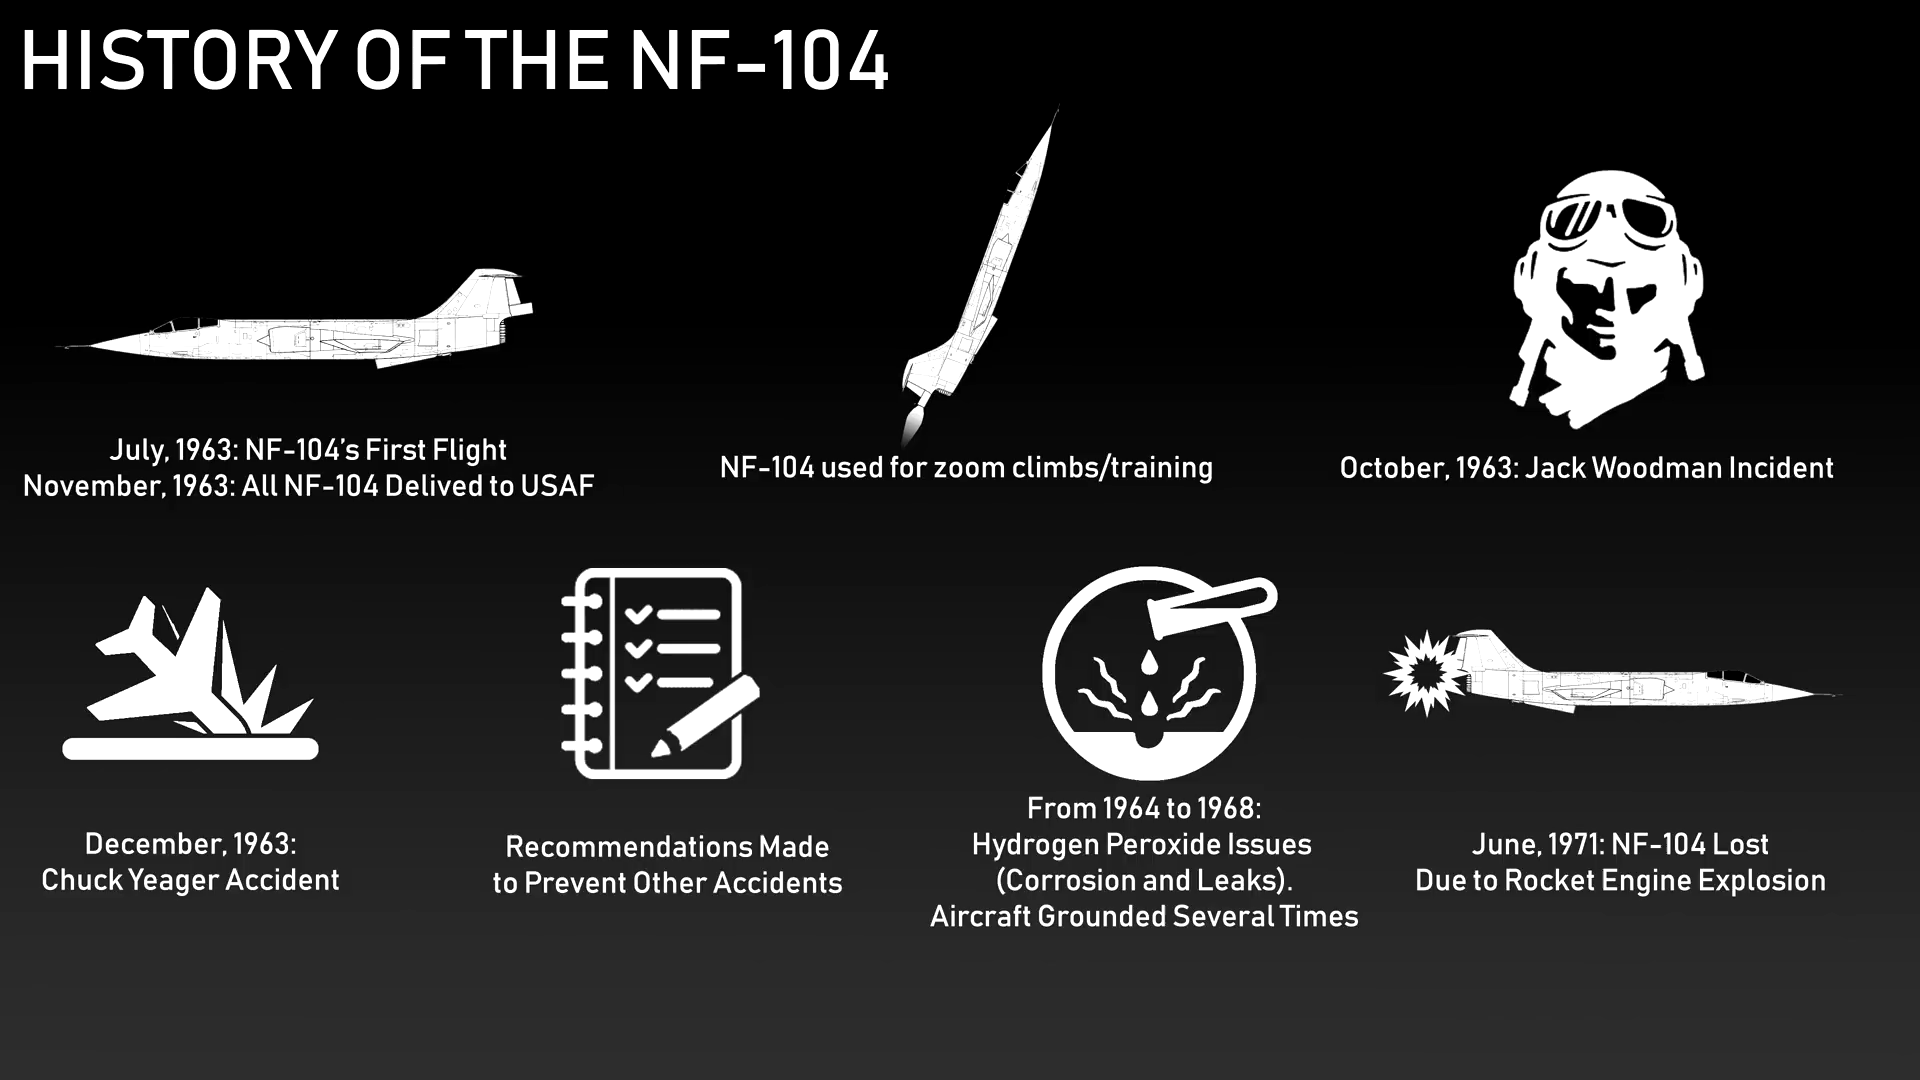 HISTORY OF THE NF-104
July, 1963: NF-104's First Flight
November, 1963: All NF-104 Delived to USAF
NF-104 used for zoom climbs/training
October, 1963: Jack Woodman Incident
December, 1963:
Chuck Yeager Accident
Recommendations Made
to Prevent Other Accidents
From 1964 to 1968:
Hydrogen Peroxide Issues
(Corrosion and Leaks).
Aircraft Grounded Several Times
June, 1971: NF-104 Lost
Due to Rocket Engine Explosion